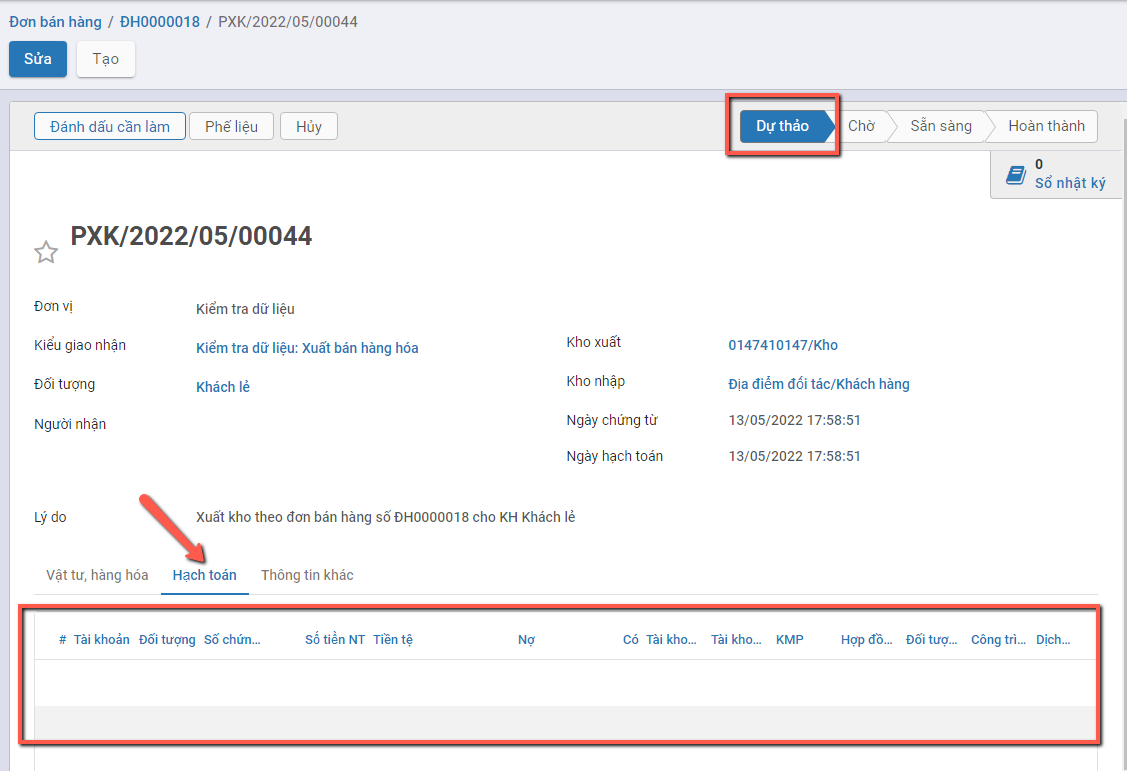 Đơn bán hàng / ĐH0000018 / PXK/2022/05/00044
Sửa Tạo
Đánh dấu cần làm Phế liệu Hủy Dự thảo Chờ Sẵn sàng Hoàn thành
0
Sổ nhật ký
PXK/2022/05/00044
Đơn vị Kiểm tra dữ liệu
Kiểu giao nhận Kiểm tra dữ liệu: Xuất bán hàng hóa
Đối tượng Khách lẻ
Người nhận
Kho xuất 0147410147/Kho
Kho nhập Địa điểm đối tác/Khách hàng
Ngày chứng từ 13/05/2022 17:58:51
Ngày hạch toán 13/05/2022 17:58:51
Lý do Xuất kho theo đơn bán hàng số ĐH0000018 cho KH Khách lẻ
Vật tư, hàng hóa Hạch toán Thông tin khác
# Tài khoản Đối tượng Số chứn... Số tiền NT Tiền tệ Nợ Có Tài kho... Tài kho... KMP Hợp đồ... Đối tượ... Công trì... Dịch...